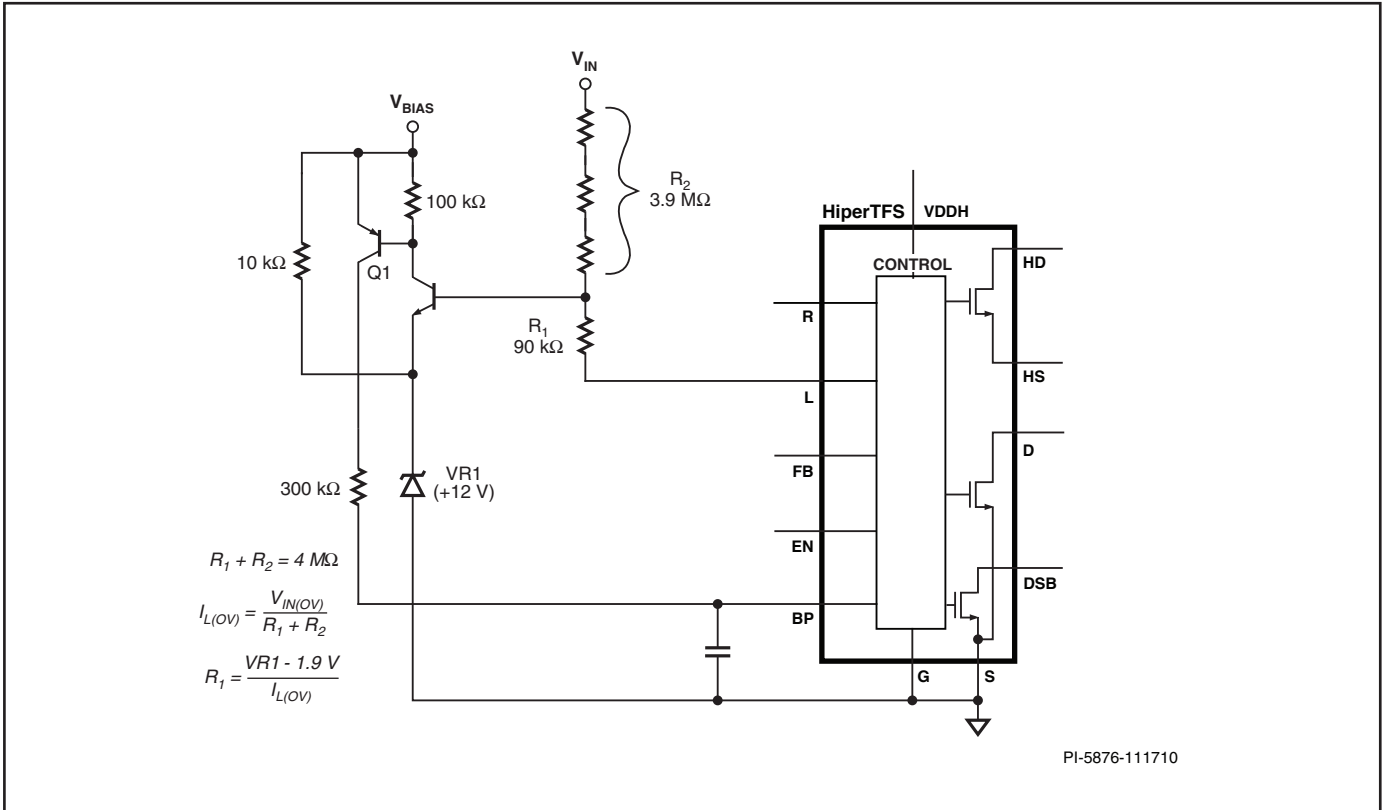 V_IN
V_BIAS
R_2
3.9 MΩ
100 kΩ
HiperTFS
VDDH
CONTROL
HD
10 kΩ
Q1
R
R_1
90 kΩ
HS
L
D
FB
VR1
(+12 V)
300 kΩ
EN
R_1 + R_2 = 4 MΩ
DSB
I_L(OV) = V_IN(OV) / R_1 + R_2
BP
R_1 = VR1 - 1.9 V / I_L(OV)
G
S
PI-5876-111710